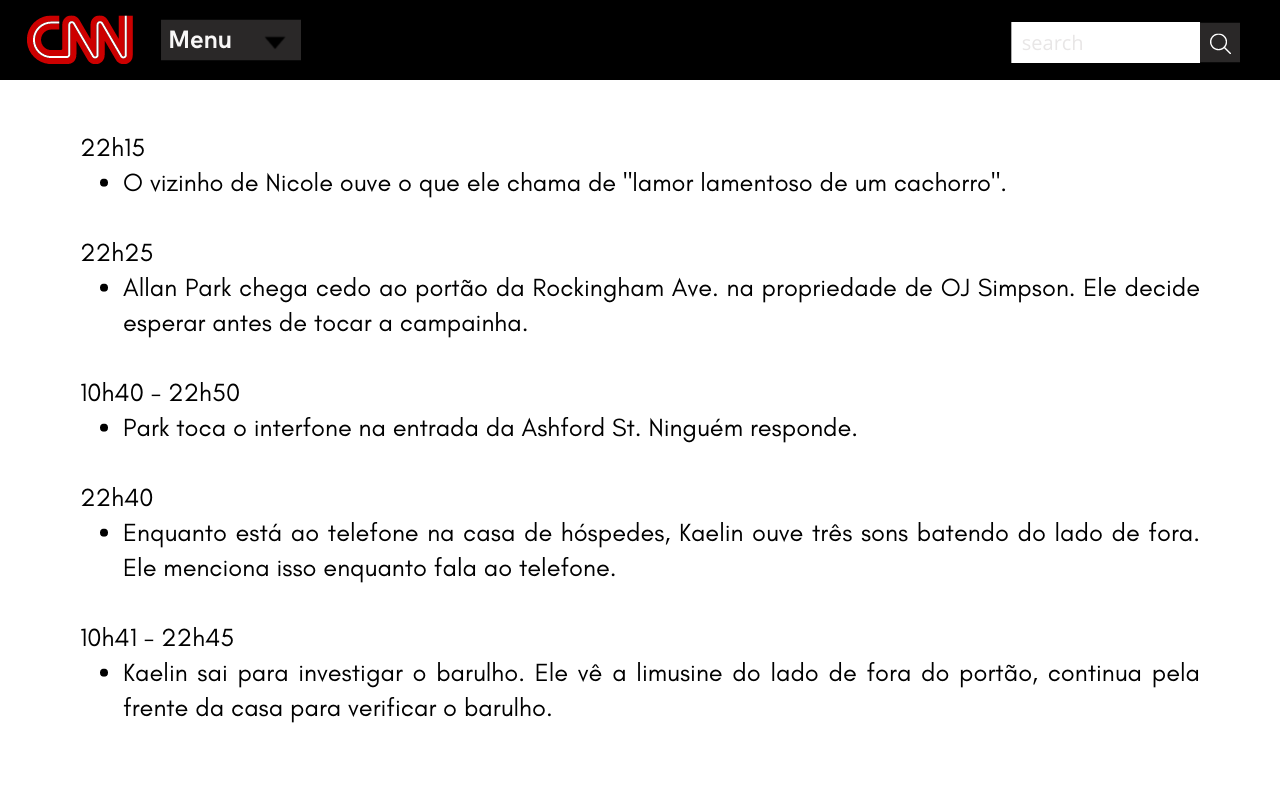 CNN
Menu
search
22h15
• O vizinho de Nicole ouve o que ele chama de "lamor lamentoso de um cachorro".
22h25
• Allan Park chega cedo ao portão da Rockingham Ave. na propriedade de OJ Simpson. Ele decide
esperar antes de tocar a campainha.
10h40 - 22h50
• Park toca o interfone na entrada da Ashford St. Ninguém responde.
22h40
• Enquanto está ao telefone na casa de hóspedes, Kaelin ouve três sons batendo do lado de fora.
Ele menciona isso enquanto fala ao telefone.
10h41 - 22h45
• Kaelin sai para investigar o barulho. Ele vê a limusine do lado de fora do portão, continua pela
frente da casa para verificar o barulho.